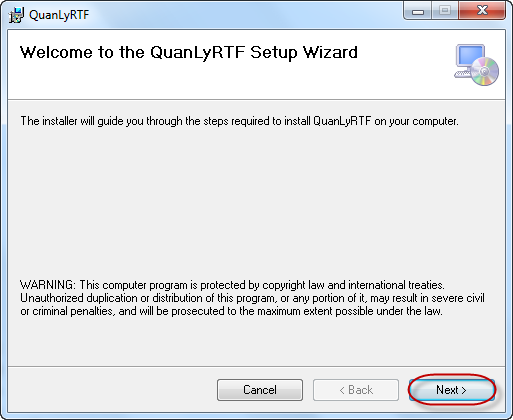 QuanLyRTF
Welcome to the QuanLyRTF Setup Wizard
The installer will guide you through the steps required to install QuanLyRTF on your computer.
WARNING: This computer program is protected by copyright law and international treaties.
Unauthorized duplication or distribution of this program, or any portion of it, may result in severe civil
or criminal penalties, and will be prosecuted to the maximum extent possible under the law.
Cancel
< Back
Next >